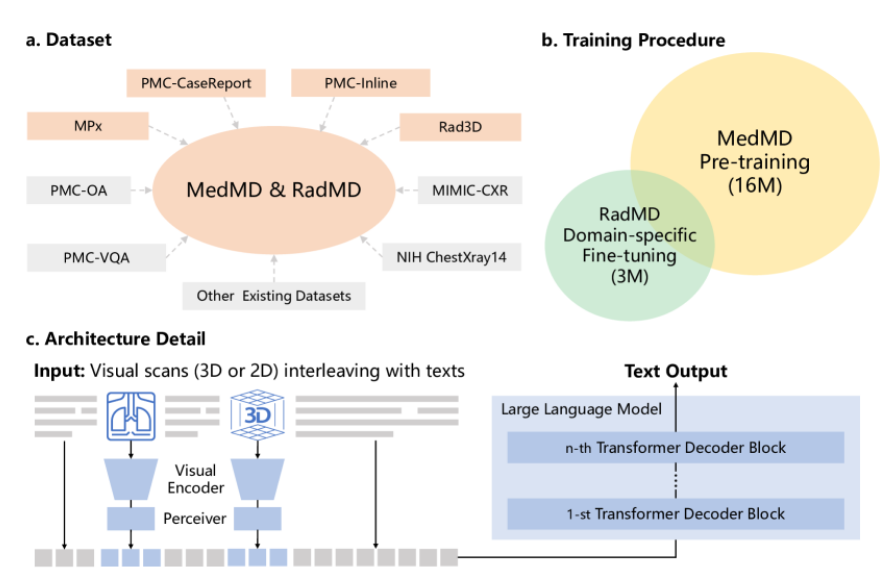 a. Dataset
PMC-CaseReport
PMC-Inline
MPx
Rad3D
MedMD & RadMD
PMC-OA
MIMIC-CXR
PMC-VQA
NIH ChestXray14
Other Existing Datasets
b. Training Procedure
MedMD
Pre-training
(16M)
RadMD
Domain-specific
Fine-tuning
(3M)
c. Architecture Detail
Input: Visual scans (3D or 2D) interleaving with texts
3D
Visual
Encoder
Perceiver
Text Output
Large Language Model
n-th Transformer Decoder Block
1-st Transformer Decoder Block